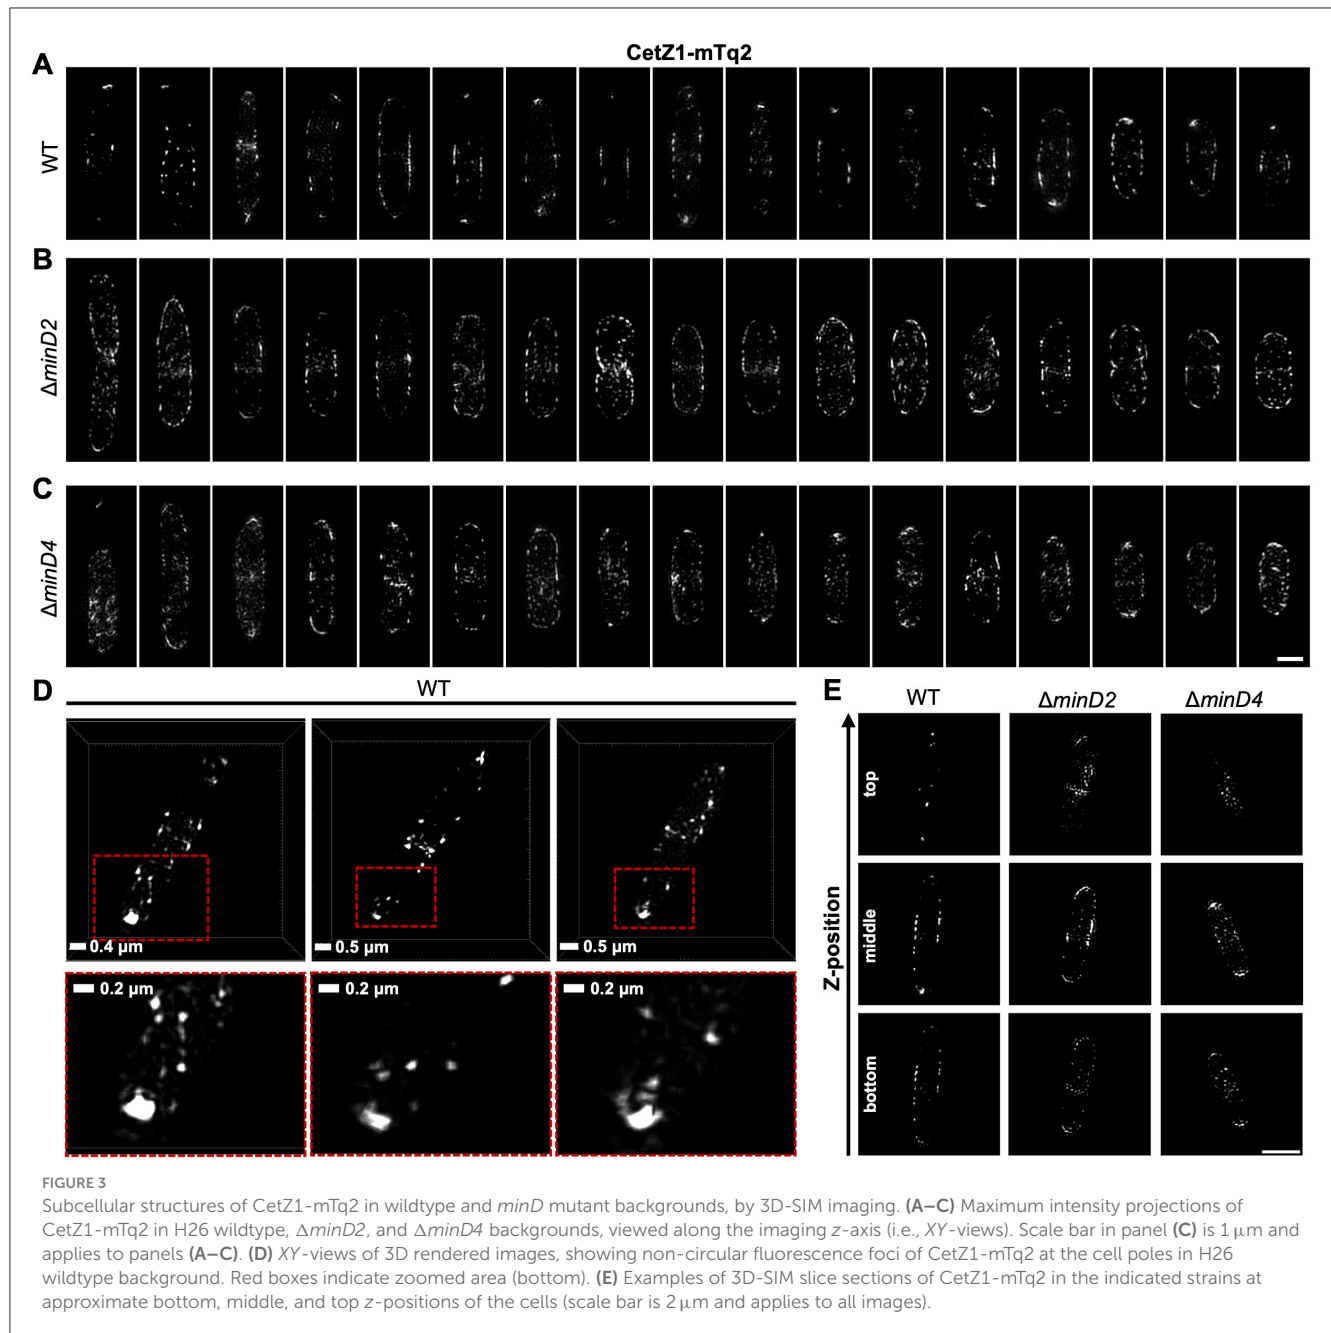 CetZ1-mTq2
A
WT
B
ΔminD2
C
ΔminD4
D
WT
0.4 µm
0.5 µm
0.5 µm
0.2 µm
0.2 µm
0.2 µm
E
WT
ΔminD2
ΔminD4
Z-position
top
middle
bottom
FIGURE 3
Subcellular structures of CetZ1-mTq2 in wildtype and minD mutant backgrounds, by 3D-SIM imaging. (A–C) Maximum intensity projections of
CetZ1-mTq2 in H26 wildtype, ΔminD2, and ΔminD4 backgrounds, viewed along the imaging z-axis (i.e., XY-views). Scale bar in panel (C) is 1 µm and
applies to panels (A–C). (D) XY-views of 3D rendered images, showing non-circular fluorescence foci of CetZ1-mTq2 at the cell poles in H26
wildtype background. Red boxes indicate zoomed area (bottom). (E) Examples of 3D-SIM slice sections of CetZ1-mTq2 in the indicated strains at
approximate bottom, middle, and top z-positions of the cells (scale bar is 2 µm and applies to all images).